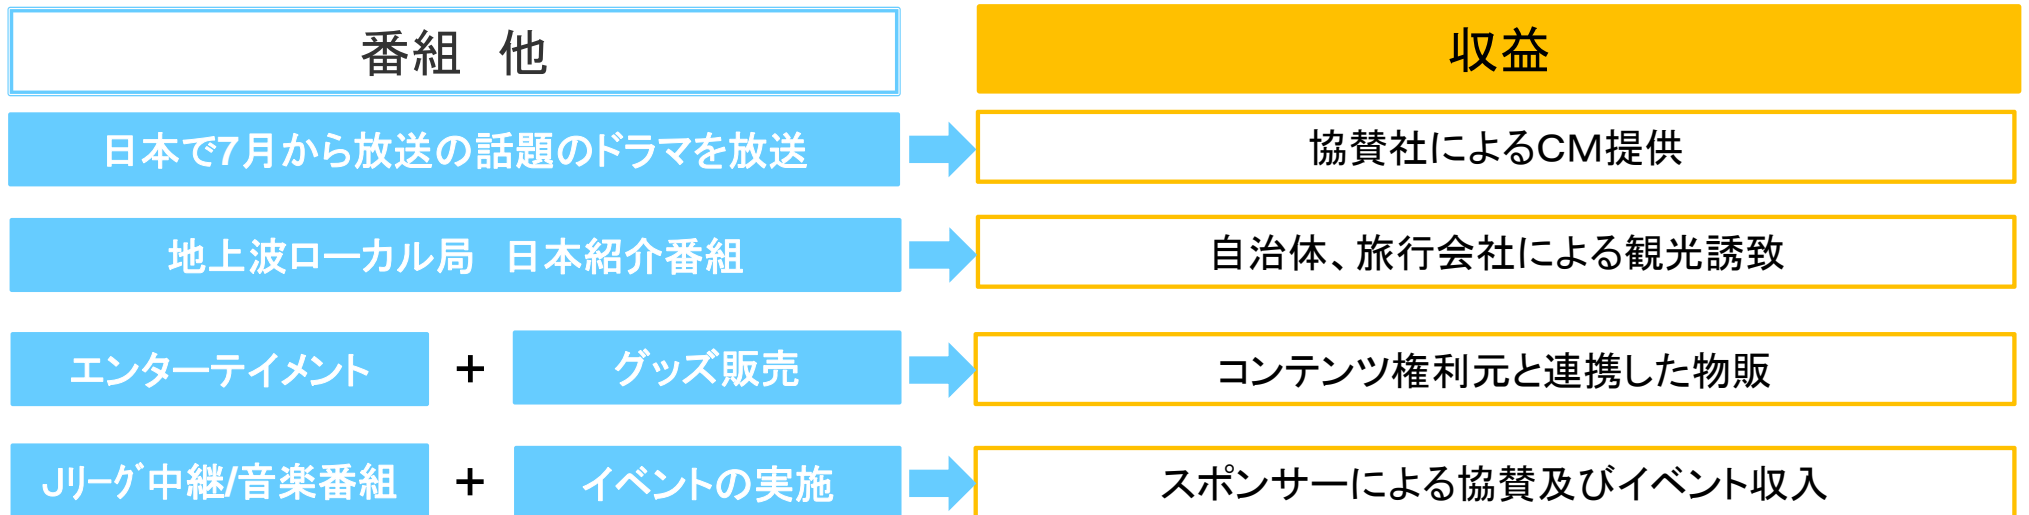 番組　他
収益
日本で7月から放送の話題のドラマを放送
協賛社によるCM提供
地上波ローカル局　日本紹介番組
自治体、旅行会社による観光誘致
エンターテイメント + グッズ販売
コンテンツ権利元と連携した物販
Jﾘｰｸﾞ中継/音楽番組 + イベントの実施
スポンサーによる協賛及びイベント収入